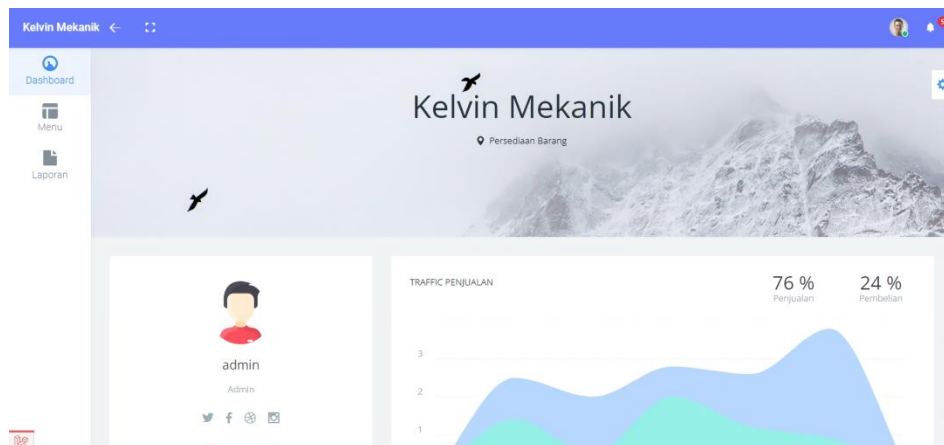 Kelvin Mekanik
Dashboard
Menu
Laporan
Kelvin Mekanik
Persediaan Barang
admin
Admin
TRAFFIC PENJUALAN
76 %
Penjualan
24 %
Pembelian
3
2
1